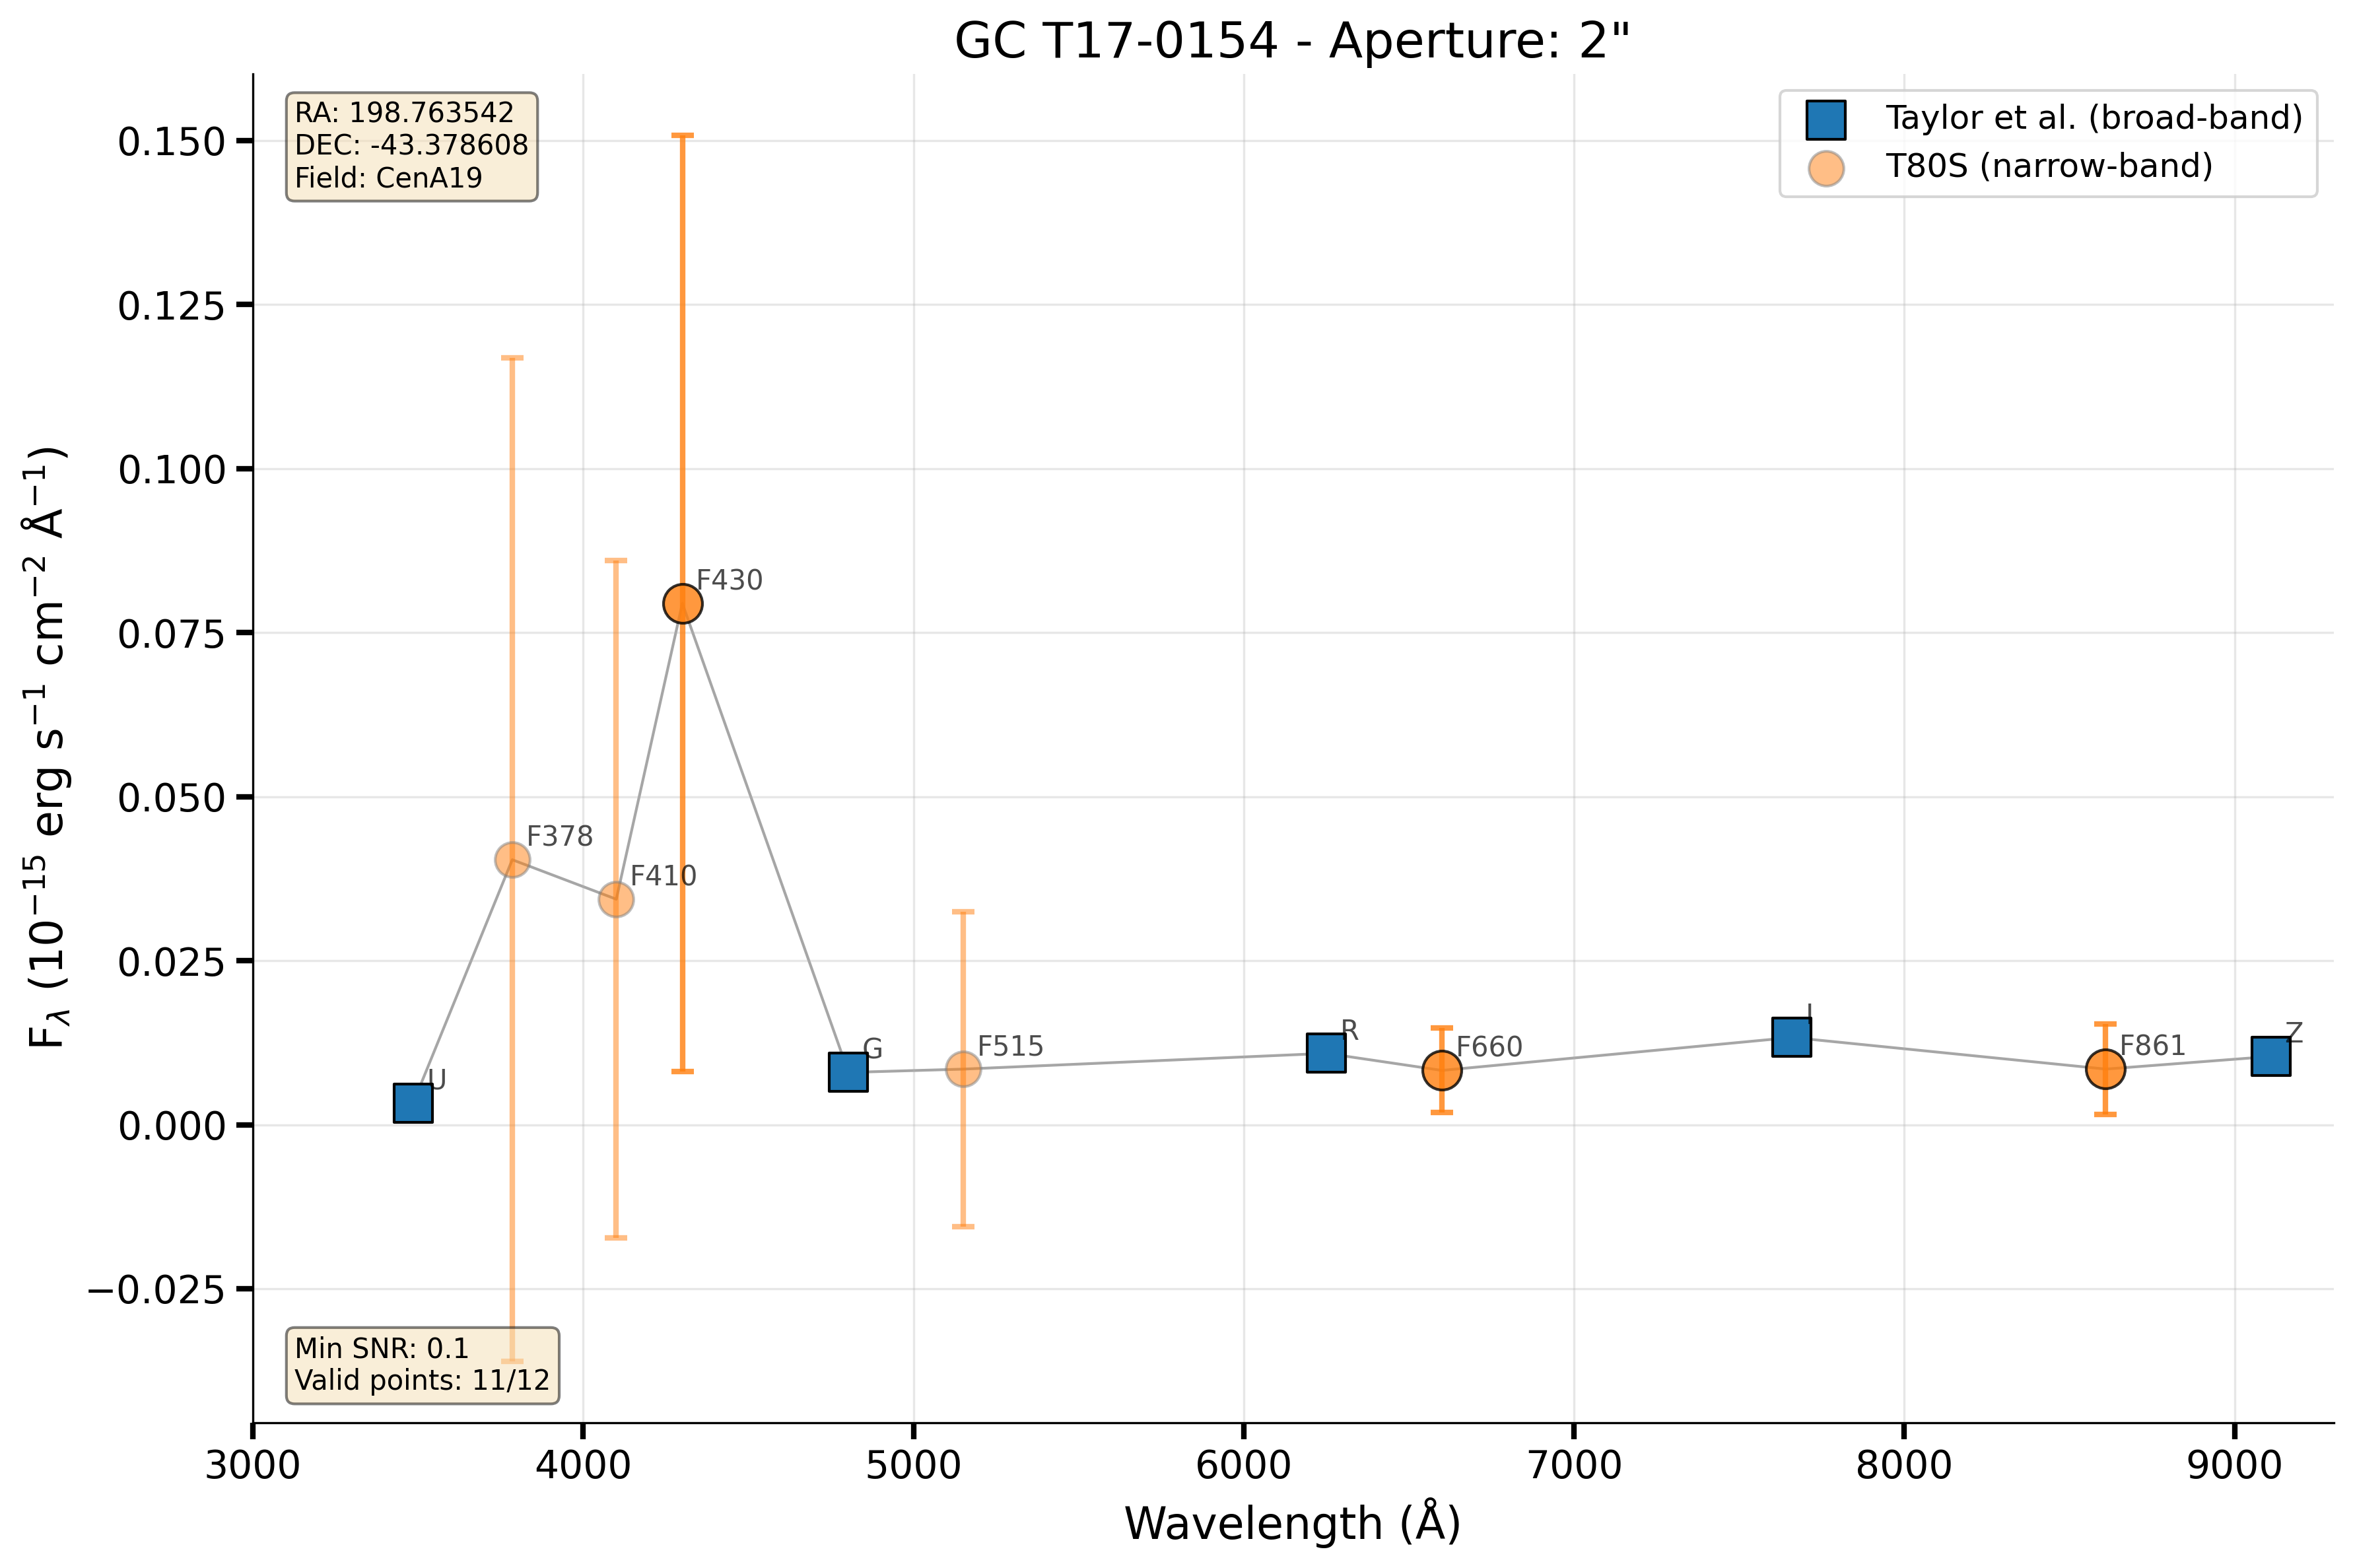 GC T17-0154 - Aperture: 2"
RA: 198.763542
DEC: -43.378608
Field: CenA19
Taylor et al. (broad-band)
T80S (narrow-band)
F$_{\lambda}$ (10$^{-15}$ erg s$^{-1}$ cm$^{-2}$ Å$^{-1}$)
0.150
0.125
0.100
0.075
0.050
0.025
0.000
−0.025
U
F378
F410
F430
G
F515
R
F660
I
F861
Z
Min SNR: 0.1
Valid points: 11/12
3000 4000 5000 6000 7000 8000 9000
Wavelength (Å)